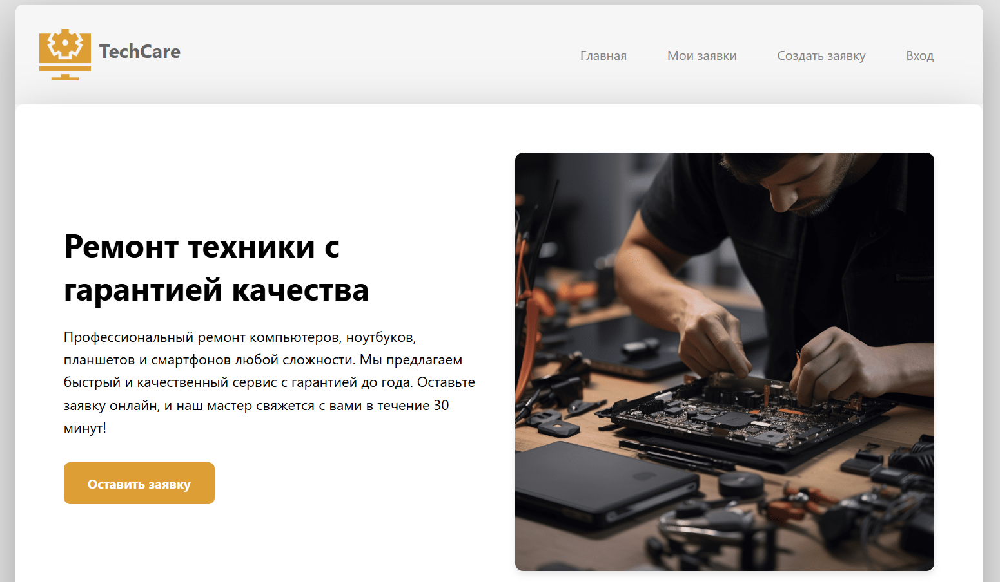 TechCare
Главная
Мои заявки
Создать заявку
Вход
Ремонт техники с
гарантией качества
Профессиональный ремонт компьютеров, ноутбуков,
планшетов и смартфонов любой сложности. Мы предлагаем
быстрый и качественный сервис с гарантией до года. Оставьте
заявку онлайн, и наш мастер свяжется с вами в течение 30
минут!
Оставить заявку